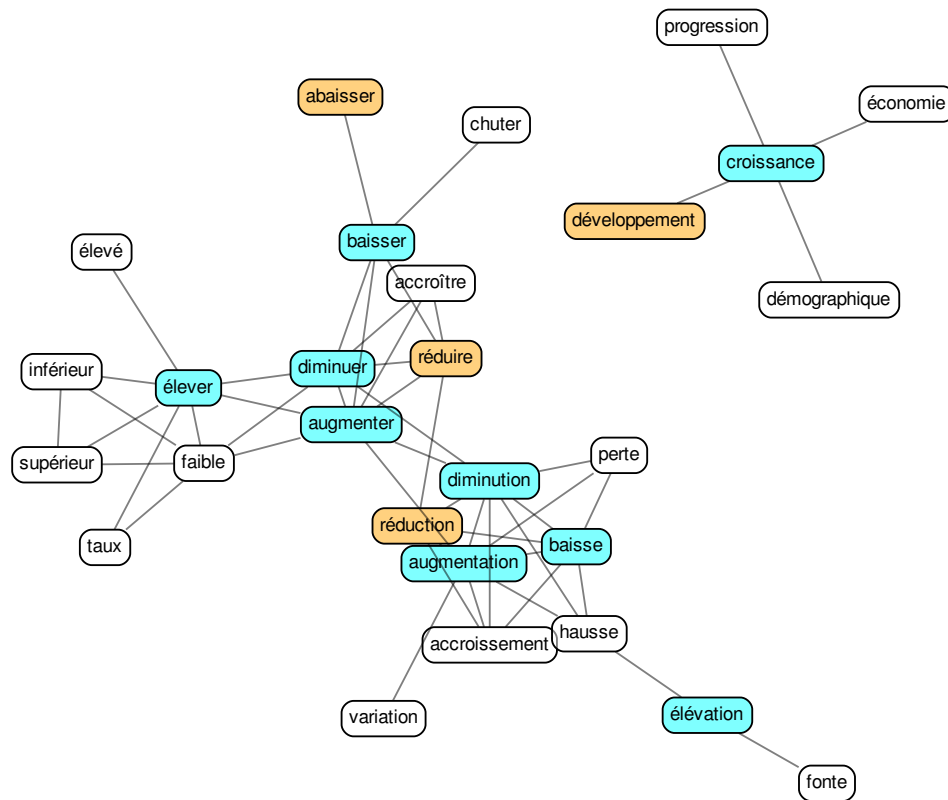 progression
abaisser
économie
chuter
croissance
développement
baisser
élevé
accroître
démographique
réduire
diminuer
inférieur
élever
augmenter
perte
supérieur
faible
diminution
réduction
taux
baisse
augmentation
hausse
accroissement
élévation
variation
fonte